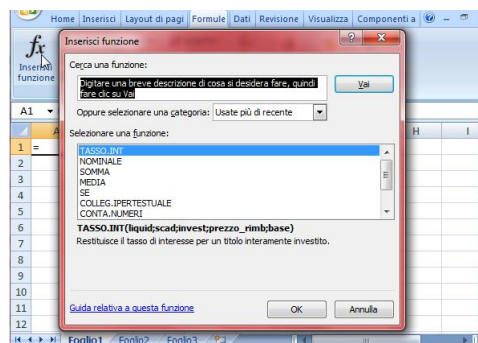 Home Inserisci Layout di pagi Formule Dati Revisione Visualizza Componenti a
fx
Inserisci
funzione
Inserisci funzione
Cerca una funzione:
Digitare una breve descrizione di cosa si desidera fare, quindi
fare clic su Vai
Vai
Oppure selezionare una categoria: Usate più di recente
Selezionare una funzione:
TASSO.INT
NOMINALE
SOMMA
MEDIA
SE
COLLEG.IPERTESTUALE
CONTA.NUMERI
TASSO.INT(liquid;scad;invest;prezzo_rimb;base)
Restituisce il tasso di interesse per un titolo interamente investito.
Guida relativa a questa funzione
OK Annulla
A1
A H I
1 =
2
3
4
5
6
7
8
9
10
11
12
Foglio1 Foglio2 Foglio3